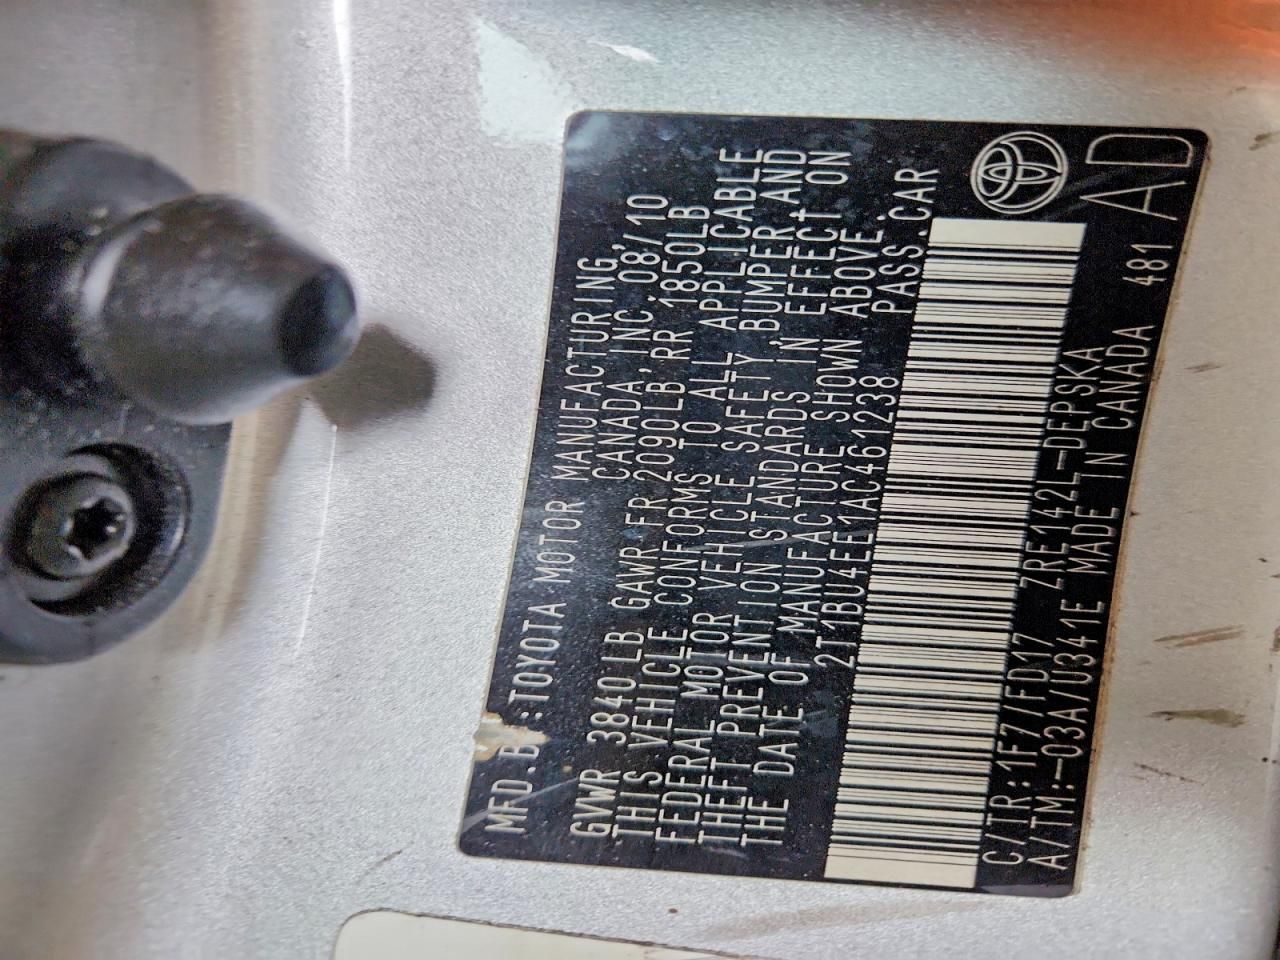 MFD.B :TOYOTA MOTOR MANUFACTURING,
CANADA, INC. 08/10
GVWR 3840LB GAWR FR 2090LB RR 1850LB
THIS VEHICLE CONFORMS TO ALL APPLICABLE
FEDERAL MOTOR VEHICLE SAFETY, BUMPER AND
THEFT PREVENTION STANDARDS IN EFFECT ON
THE DATE OF MANUFACTURE SHOWN ABOVE.
2T1BU4EE1AC461238 PASS.CAR
C/TR:1F7/FD17 ZRE142L-DEPSKA
A/TM:-03A/U341E MADE IN CANADA 481
AD